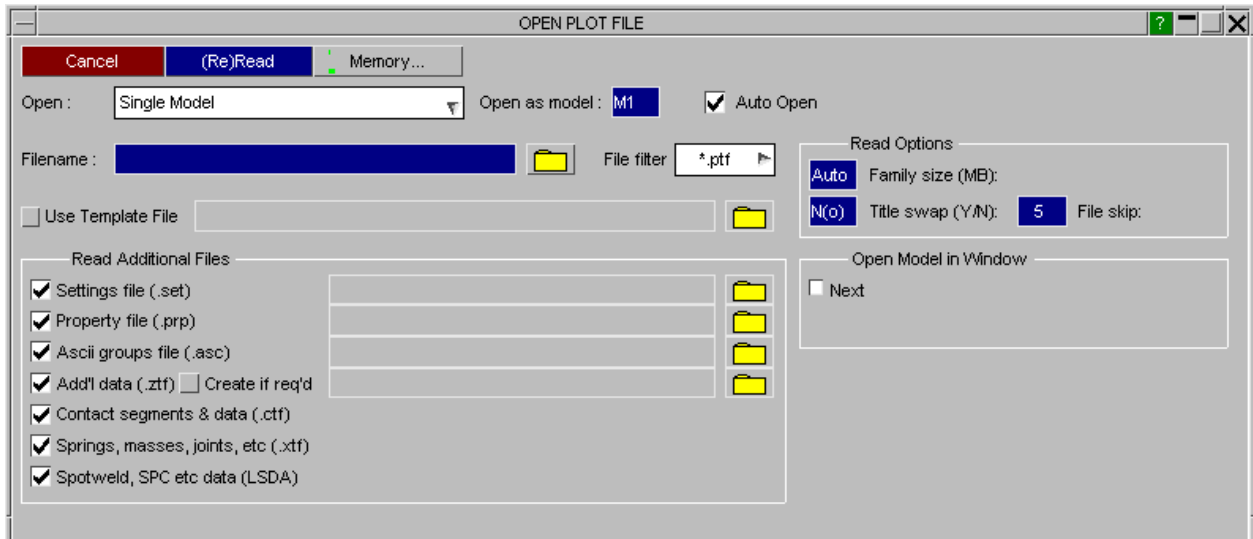 OPEN PLOT FILE ?
Cancel (Re)Read Memory...
Open : Single Model Open as model : M1 Auto Open
Filename : File filter *.ptf
Read Options
Auto Family size (MB):
N(o) Title swap (Y/N): 5 File skip:
Use Template File
Read Additional Files
Settings file (.set)
Property file (.prp)
Ascii groups file (.asc)
Add'l data (.ztf) Create if req'd
Contact segments & data (.ctf)
Springs, masses, joints, etc (.xtf)
Spotweld, SPC etc data (LSDA)
Open Model in Window
Next